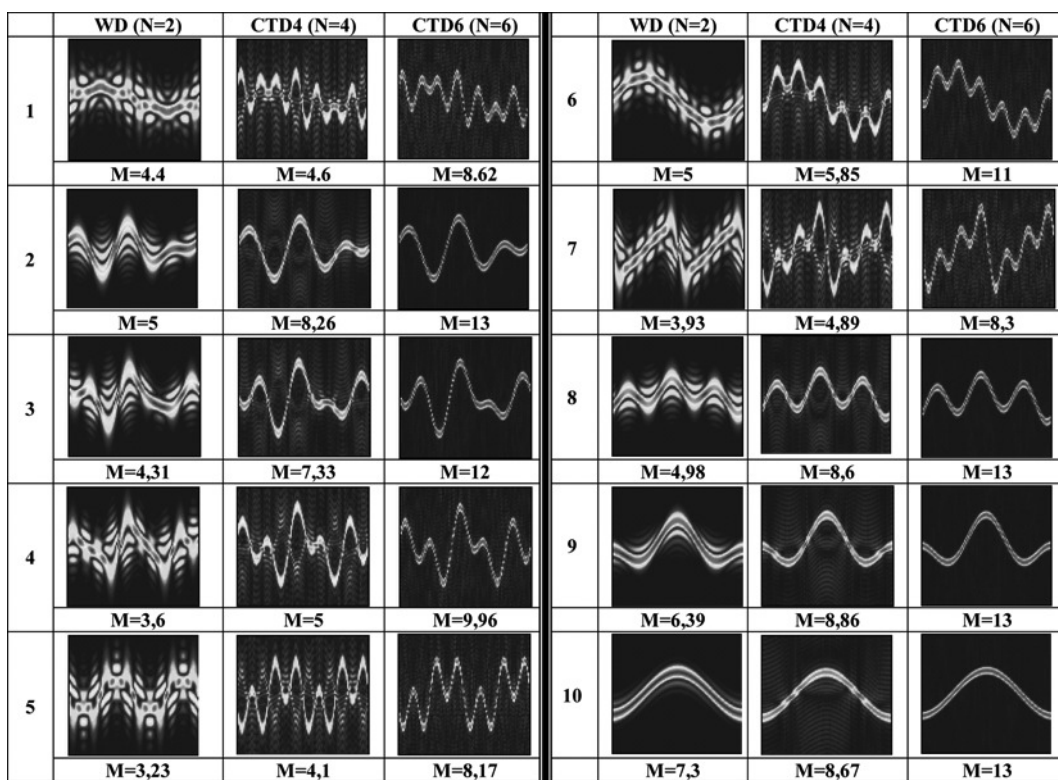 WD (N=2) CTD4 (N=4) CTD6 (N=6)
1
M=4.4 M=4.6 M=8.62
2
M=5 M=8,26 M=13
3
M=4,31 M=7,33 M=12
4
M=3,6 M=5 M=9,96
5
M=3,23 M=4,1 M=8,17
WD (N=2) CTD4 (N=4) CTD6 (N=6)
6
M=5 M=5,85 M=11
7
M=3,93 M=4,89 M=8,3
8
M=4,98 M=8,6 M=13
9
M=6,39 M=8,86 M=13
10
M=7,3 M=8,67 M=13